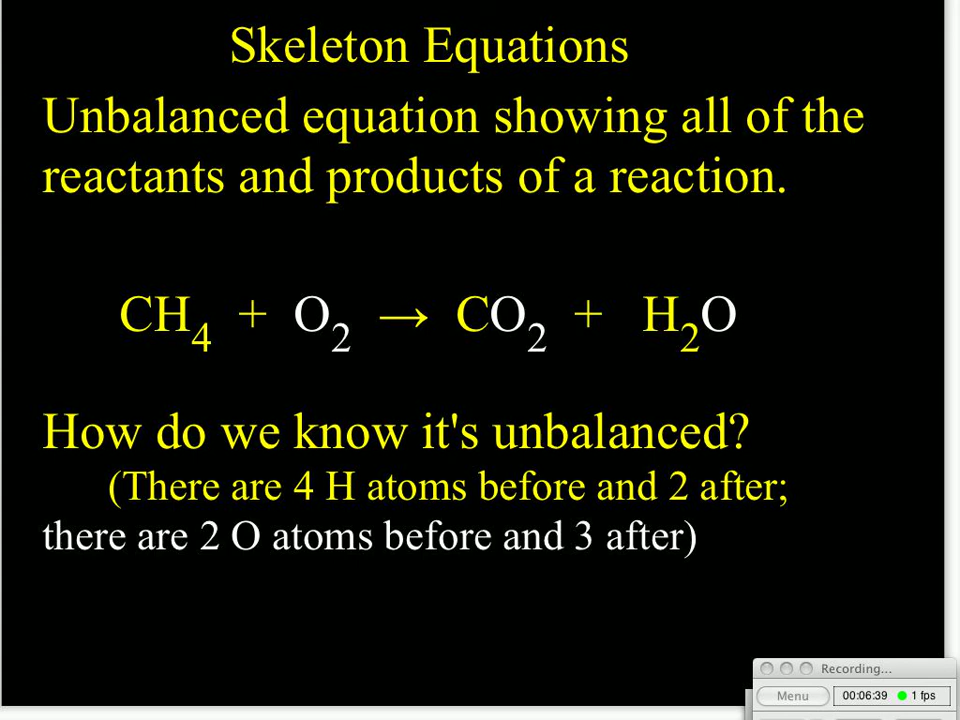 Skeleton Equations
Unbalanced equation showing all of the
reactants and products of a reaction.
CH₄ + O₂ → CO₂ + H₂O
How do we know it's unbalanced?
(There are 4 H atoms before and 2 after;
there are 2 O atoms before and 3 after)
Recording...
Menu 00:06:39 1 fps